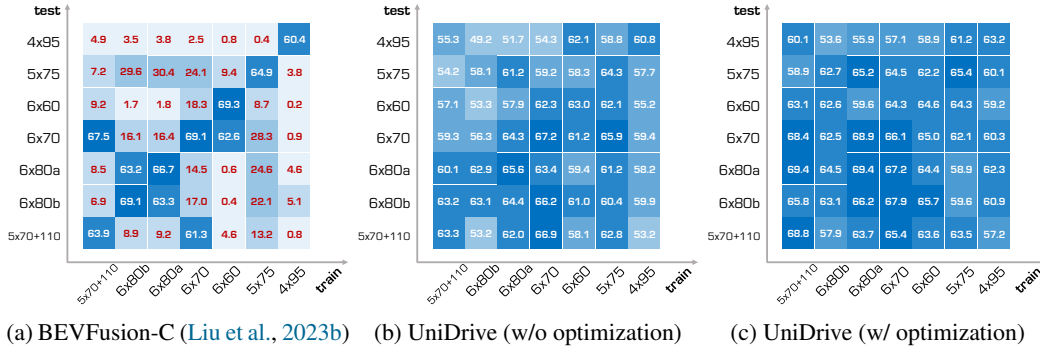 test test test
4x95 4.9 3.5 3.8 2.5 0.8 0.4 60.4 4x95 55.3 49.2 51.7 54.3 62.1 58.8 60.8 4x95 60.1 53.6 55.9 57.1 58.9 61.2 63.2
5x75 7.2 29.6 30.4 24.1 9.4 64.9 3.8 5x75 54.2 58.1 61.2 59.2 58.3 64.3 57.7 5x75 58.9 62.7 65.2 64.5 62.2 65.4 60.1
6x60 9.2 1.7 1.8 18.3 69.3 8.7 0.2 6x60 57.1 53.3 57.9 62.3 63.0 62.1 55.2 6x60 63.1 62.6 59.6 64.3 64.6 64.3 59.2
6x70 67.5 16.1 16.4 69.1 62.6 28.3 0.9 6x70 59.3 56.3 64.3 67.2 61.2 65.9 59.4 6x70 68.4 62.5 68.9 66.1 65.0 62.1 60.3
6x80a 8.5 63.2 66.7 14.5 0.6 24.6 4.6 6x80a 60.1 62.9 65.6 63.4 59.4 61.2 58.2 6x80a 69.4 64.5 69.4 67.2 64.4 58.9 62.3
6x80b 6.9 69.1 63.3 17.0 0.4 22.1 5.1 6x80b 63.2 63.1 64.4 66.2 61.0 60.4 59.9 6x80b 65.8 63.1 66.2 67.9 65.7 59.6 60.9
5x70+110 63.9 8.9 9.2 61.3 4.6 13.2 0.8 5x70+110 63.3 53.2 62.0 66.9 58.1 62.8 53.2 5x70+110 68.8 57.9 63.7 65.4 63.6 63.5 57.2
5x70+110 6x80b 6x80a 6x70 6x60 5x75 4x95 train 5x70+110 6x80b 6x80a 6x70 6x60 5x75 4x95 train 5x70+110 6x80b 6x80a 6x70 6x60 5x75 4x95 train
(a) BEVFusion-C (Liu et al., 2023b) (b) UniDrive (w/o optimization) (c) UniDrive (w/ optimization)